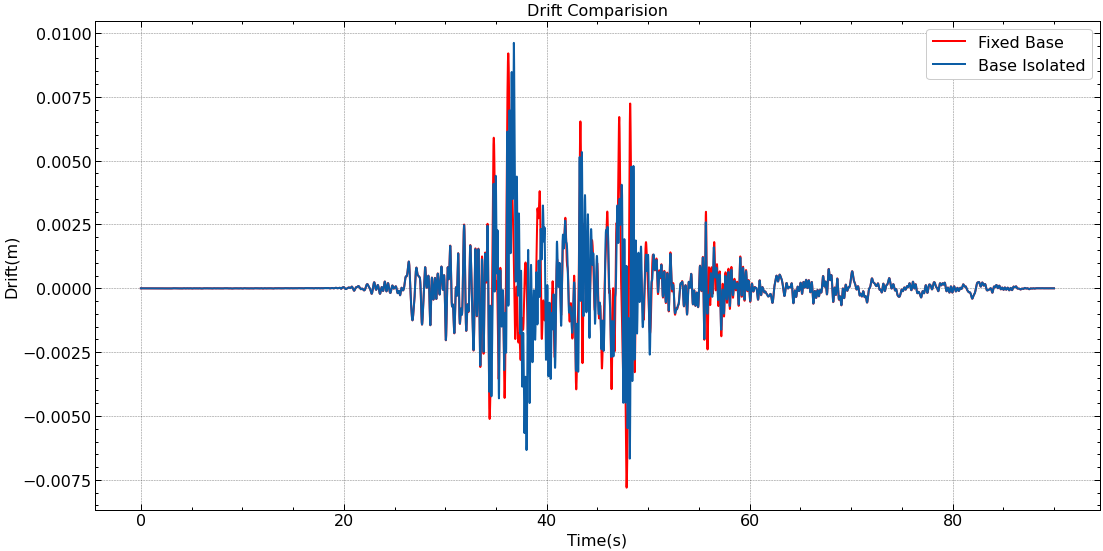 Drift Comparision
Fixed Base
Base Isolated
0.0100
0.0075
0.0050
0.0025
0.0000
−0.0025
−0.0050
−0.0075
Drift(m)
0 20 40 60 80
Time(s)